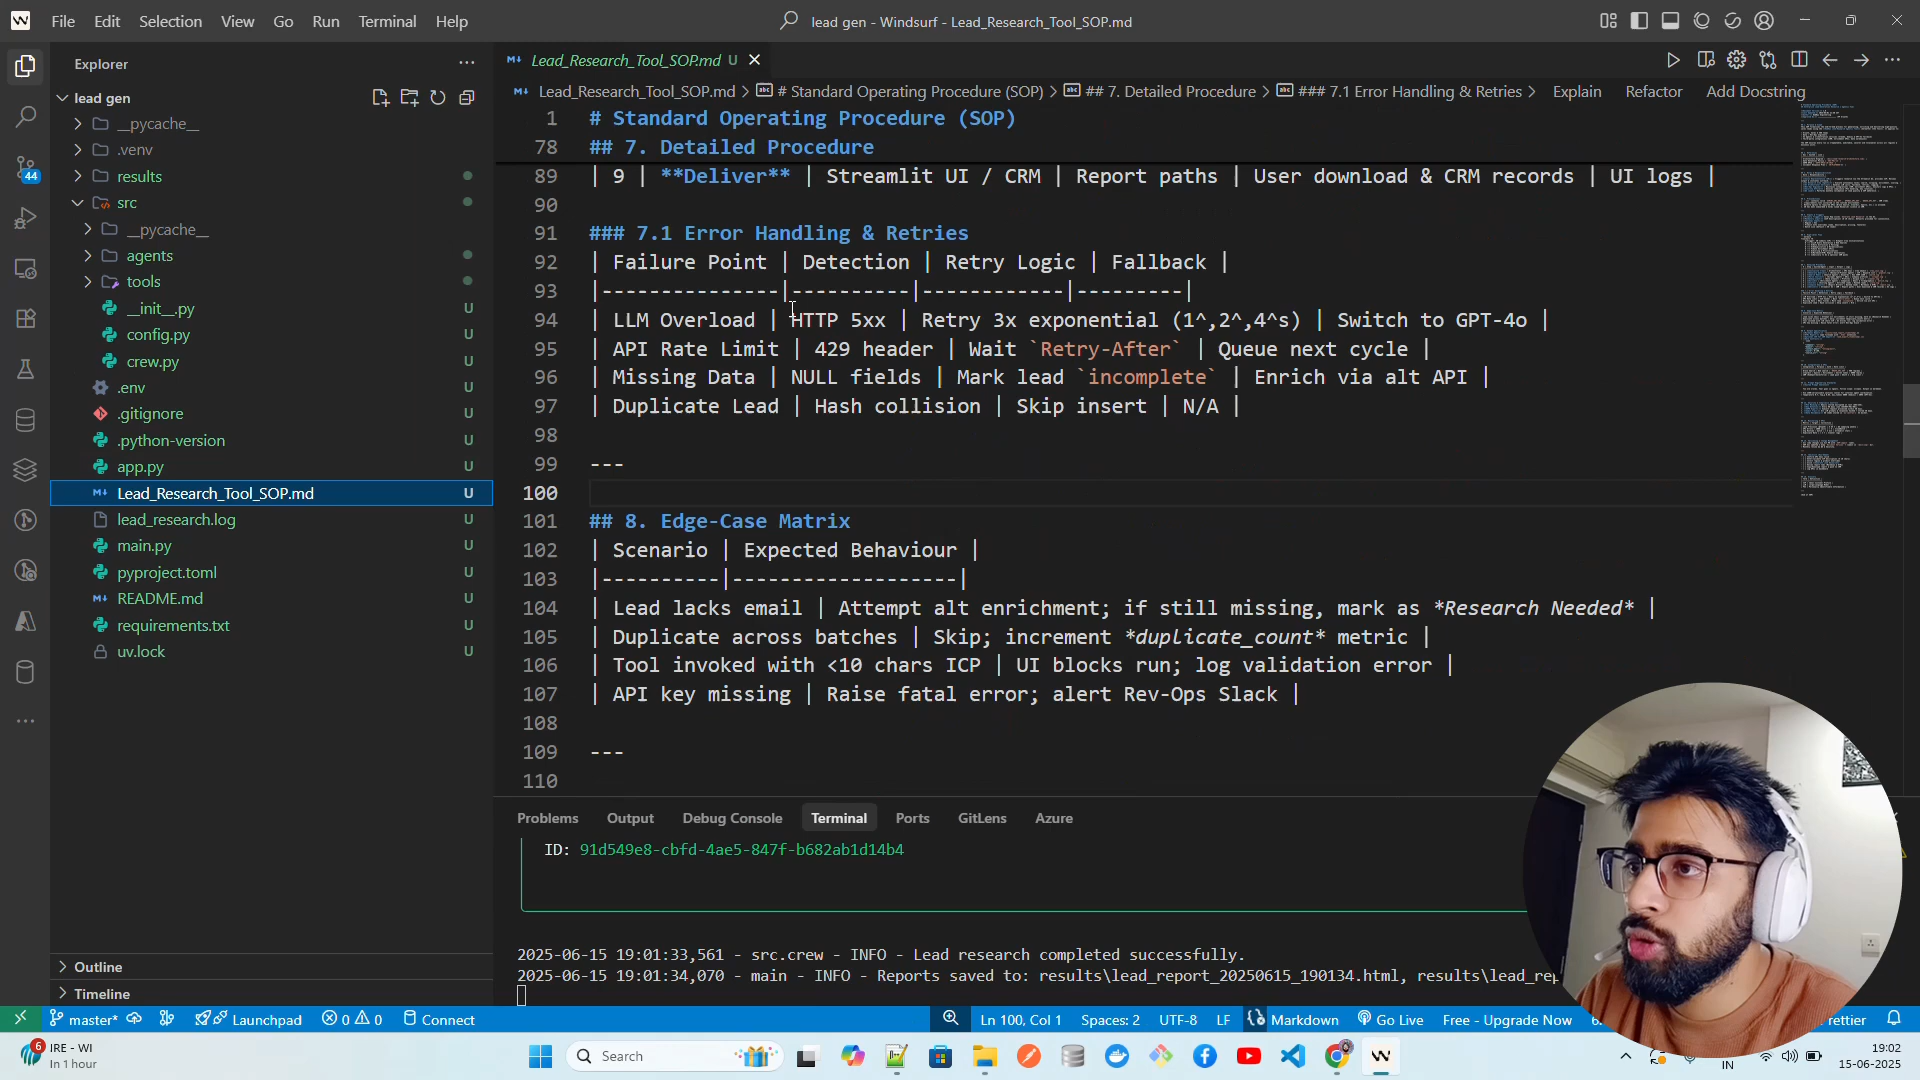 File Edit Selection View Go Run Terminal Help
lead gen - Windsurf - Lead_Research_Tool_SOP.md
Explorer
lead gen
__pycache__
.venv
results
src
__pycache__
agents
tools
__init__.py U
config.py U
crew.py U
.env
.gitignore U
.python-version U
app.py U
Lead_Research_Tool_SOP.md U
lead_research.log U
main.py U
pyproject.toml U
README.md U
requirements.txt U
uv.lock U
Outline
Timeline
44
Lead_Research_Tool_SOP.md U
Lead_Research_Tool_SOP.md > # Standard Operating Procedure (SOP) > ## 7. Detailed Procedure > ### 7.1 Error Handling & Retries > Explain Refactor Add Docstring
1 # Standard Operating Procedure (SOP)
78 ## 7. Detailed Procedure
89 | 9 | **Deliver** | Streamlit UI / CRM | Report paths | User download & CRM records | UI logs |
90
91 ### 7.1 Error Handling & Retries
92 | Failure Point | Detection | Retry Logic | Fallback |
93 |---------------|----------|------------|---------|
94 | LLM Overload | HTTP 5xx | Retry 3x exponential (1^,2^,4^s) | Switch to GPT-4o |
95 | API Rate Limit | 429 header | Wait `Retry-After` | Queue next cycle |
96 | Missing Data | NULL fields | Mark lead `incomplete` | Enrich via alt API |
97 | Duplicate Lead | Hash collision | Skip insert | N/A |
98
99 ---
100
101 ## 8. Edge-Case Matrix
102 | Scenario | Expected Behaviour |
103 |----------|-------------------|
104 | Lead lacks email | Attempt alt enrichment; if still missing, mark as *Research Needed* |
105 | Duplicate across batches | Skip; increment *duplicate_count* metric |
106 | Tool invoked with <10 chars ICP | UI blocks run; log validation error |
107 | API key missing | Raise fatal error; alert Rev-Ops Slack |
108
109 ---
110
Problems Output Debug Console Terminal Ports GitLens Azure
ID: 91d549e8-cbfd-4ae5-847f-b682ab1d14b4
2025-06-15 19:01:33,561 - src.crew - INFO - Lead research completed successfully.
2025-06-15 19:01:34,070 - main - INFO - Reports saved to: results\lead_report_20250615_190134.html, results\lead_rep
master* Launchpad 0 0 Connect Ln 100, Col 1 Spaces: 2 UTF-8 LF Markdown Go Live Free - Upgrade Now
6 IRE - WI
In 1 hour
Search
IN
19:02
15-06-2025